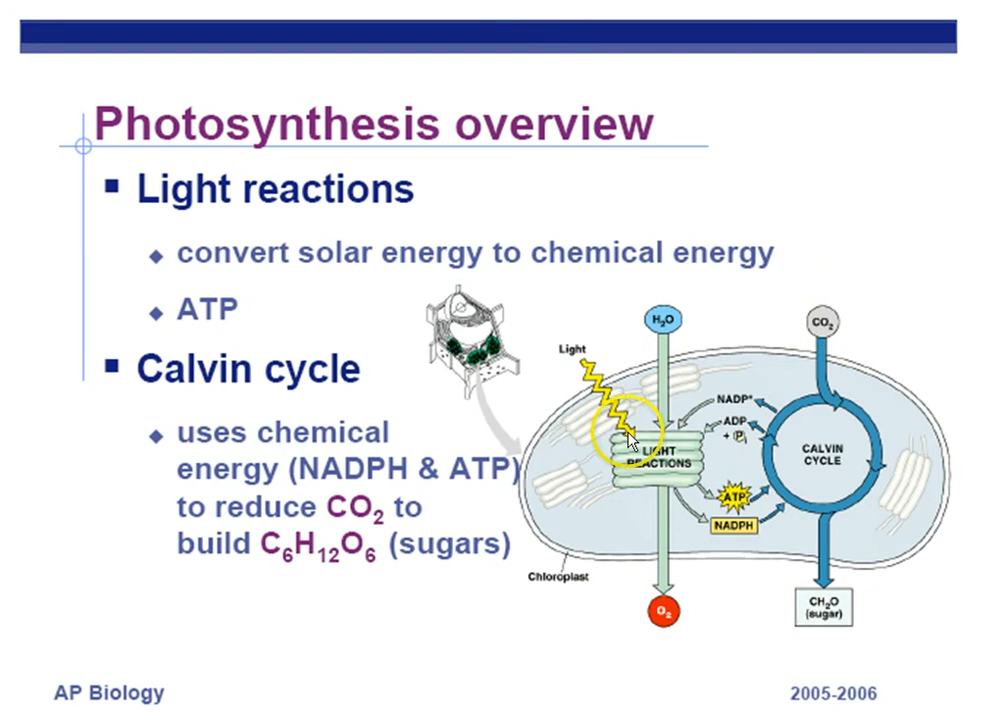 Photosynthesis overview
▪ Light reactions
◆ convert solar energy to chemical energy
◆ ATP
▪ Calvin cycle
◆ uses chemical
energy (NADPH & ATP)
to reduce CO₂ to
build C₆H₁₂O₆ (sugars)
H₂O
CO₂
Light
NADP⁺
ADP
+ P
LIGHT
REACTIONS
CALVIN
CYCLE
ATP
NADPH
Chloroplast
O₂
CH₂O
(sugar)
AP Biology
2005-2006